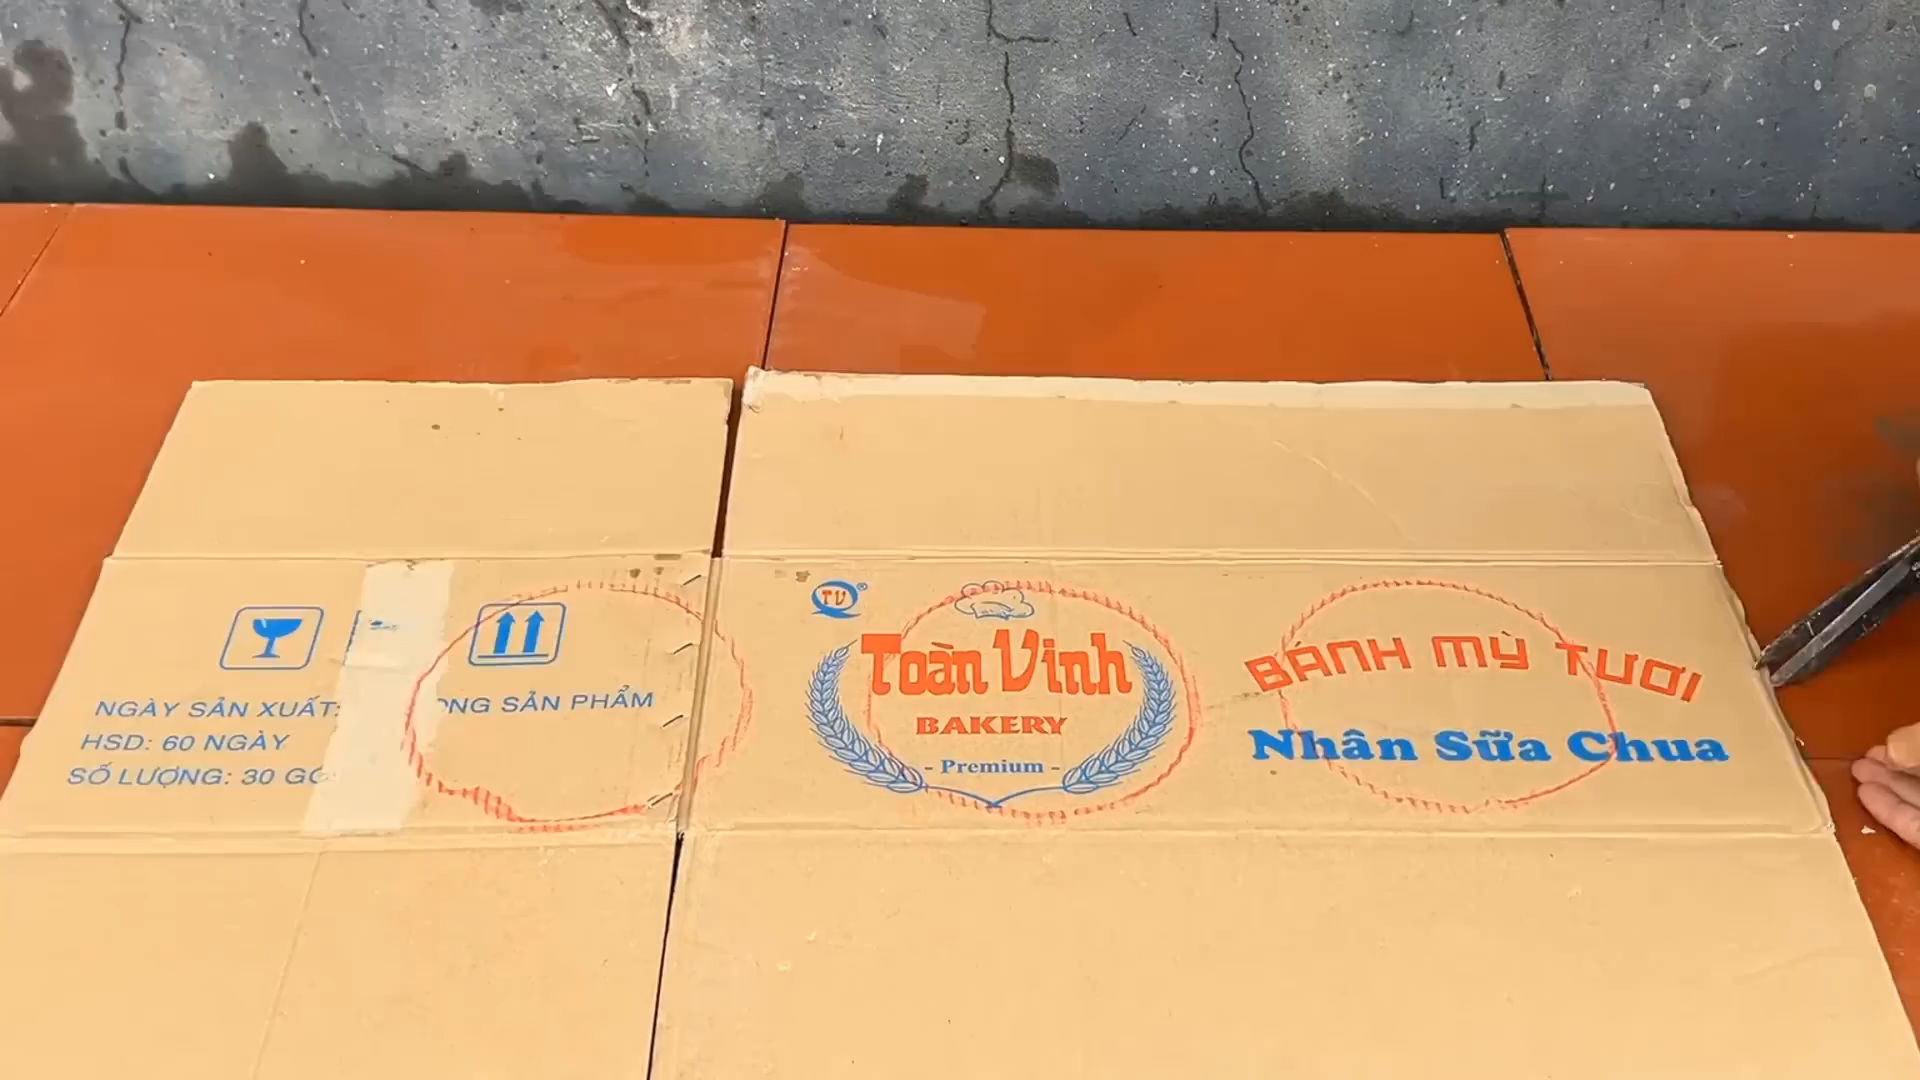 NGÀY SẢN XUẤT:
HSD: 60 NGÀY
SỐ LƯỢNG: 30
SẢN PHẨM
TV
®
Toàn Vinh
BAKERY
- Premium -
BÁNH MỲ TƯƠI
Nhân Sữa Chua